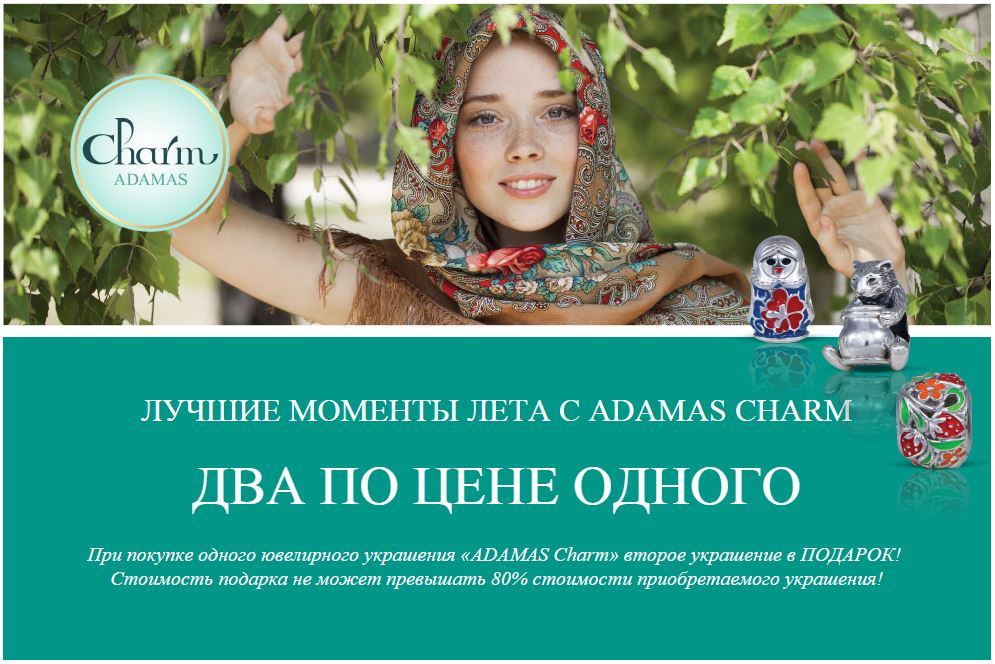 Charm
ADAMAS
ЛУЧШИЕ МОМЕНТЫ ЛЕТА С ADAMAS CHARM
ДВА ПО ЦЕНЕ ОДНОГО
При покупке одного ювелирного украшения «ADAMAS Charm» второе украшение в ПОДАРОК!
Стоимость подарка не может превышать 80% стоимости приобретаемого украшения!